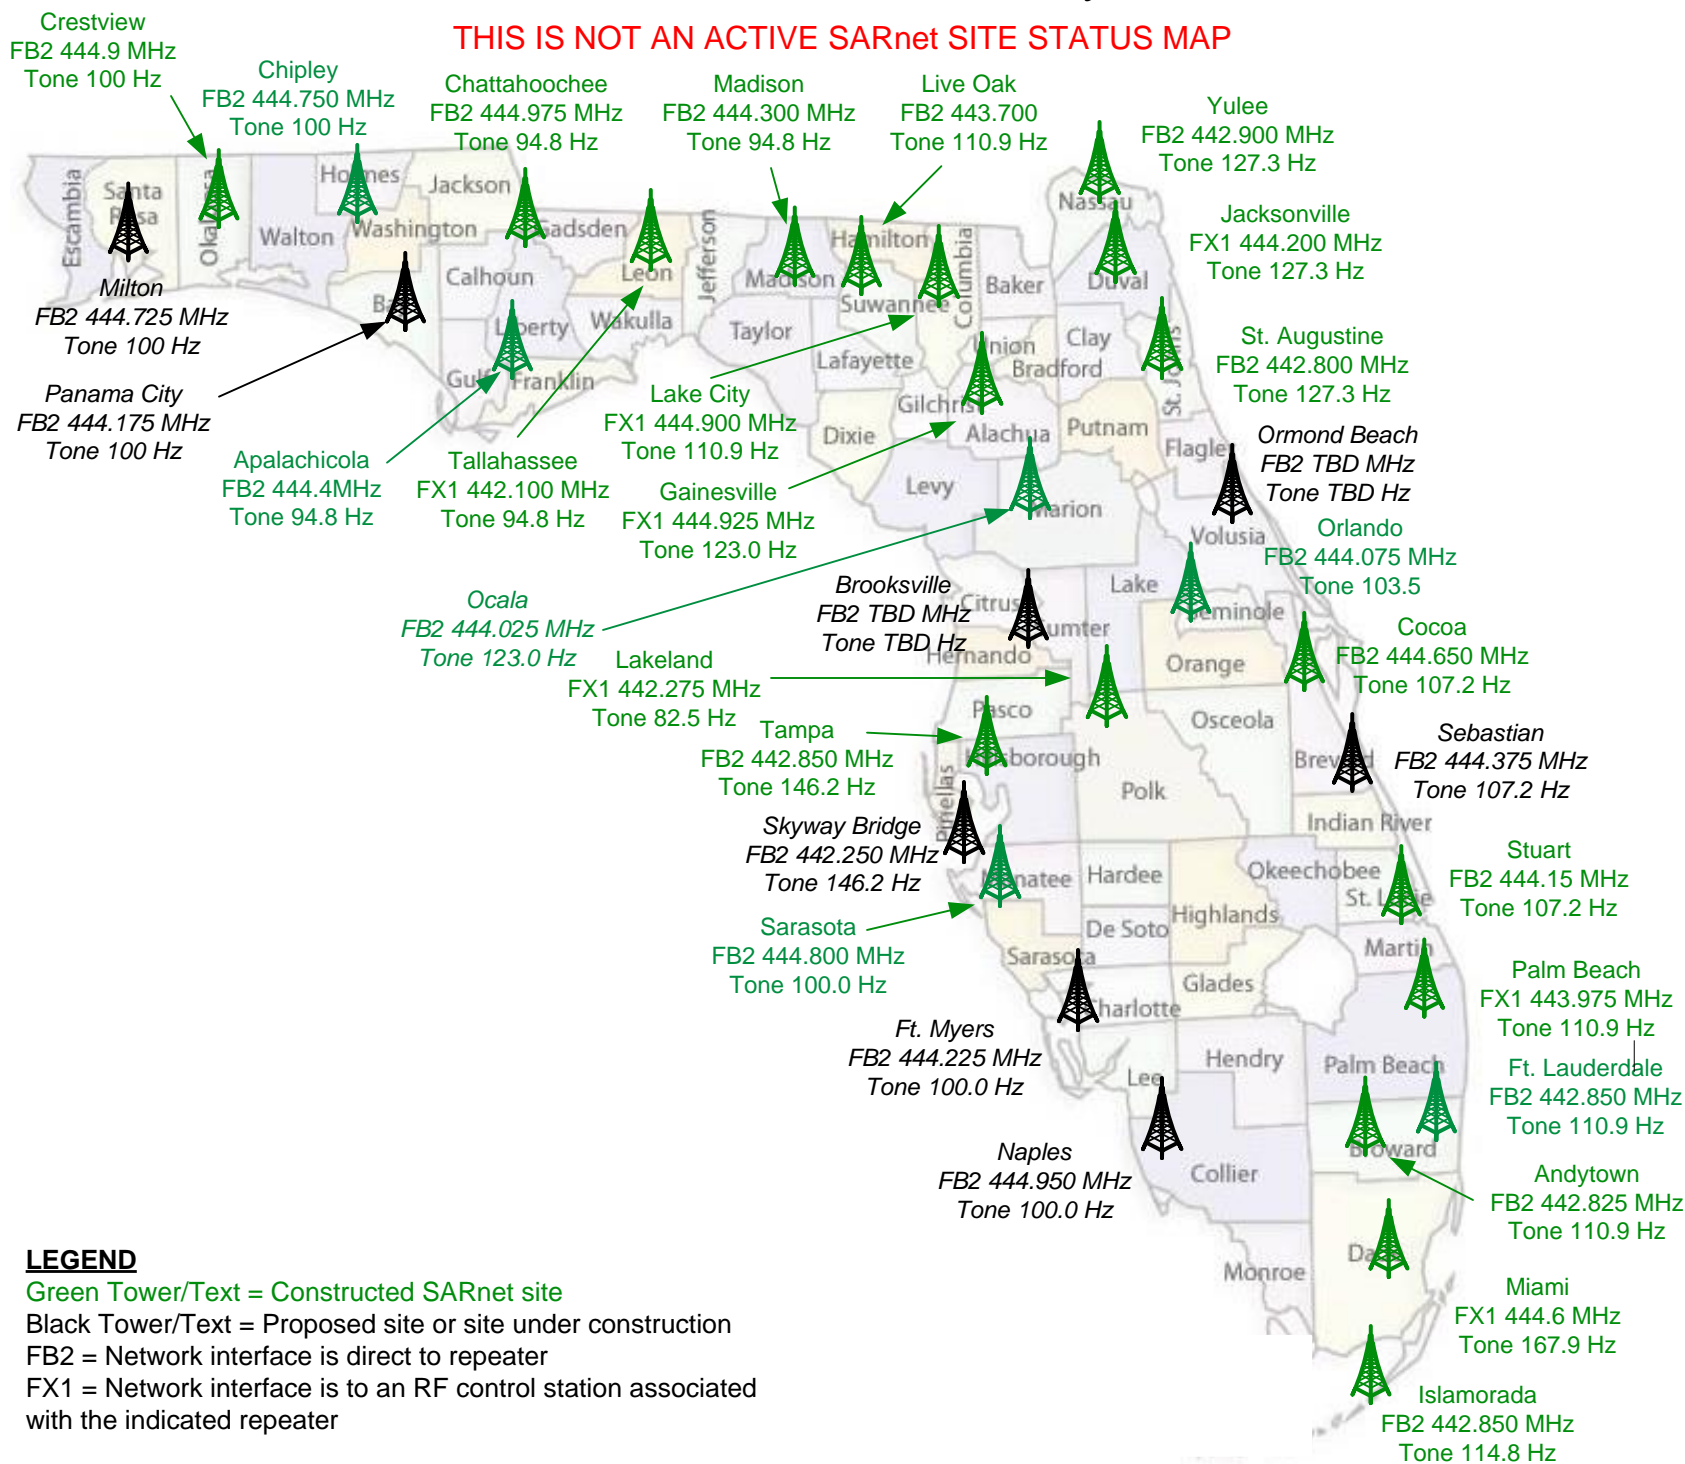 THIS IS NOT AN ACTIVE SARnet SITE STATUS MAP
Crestview
FB2 444.9 MHz
Tone 100 Hz
Chipley
FB2 444.750 MHz
Tone 100 Hz
Chattahoochee
FB2 444.975 MHz
Tone 94.8 Hz
Madison
FB2 444.300 MHz
Tone 94.8 Hz
Live Oak
FB2 443.700
Tone 110.9 Hz
Yulee
FB2 442.900 MHz
Tone 127.3 Hz
Jacksonville
FX1 444.200 MHz
Tone 127.3 Hz
St. Augustine
FB2 442.800 MHz
Tone 127.3 Hz
Milton
FB2 444.725 MHz
Tone 100 Hz
Panama City
FB2 444.175 MHz
Tone 100 Hz
Apalachicola
FB2 444.4MHz
Tone 94.8 Hz
Tallahassee
FX1 442.100 MHz
Tone 94.8 Hz
Lake City
FX1 444.900 MHz
Tone 110.9 Hz
Gainesville
FX1 444.925 MHz
Tone 123.0 Hz
Ormond Beach
FB2 TBD MHz
Tone TBD Hz
Orlando
FB2 444.075 MHz
Tone 103.5
Ocala
FB2 444.025 MHz
Tone 123.0 Hz
Brooksville
FB2 TBD MHz
Tone TBD Hz
Lakeland
FX1 442.275 MHz
Tone 82.5 Hz
Cocoa
FB2 444.650 MHz
Tone 107.2 Hz
Tampa
FB2 442.850 MHz
Tone 146.2 Hz
Sebastian
FB2 444.375 MHz
Tone 107.2 Hz
Skyway Bridge
FB2 442.250 MHz
Tone 146.2 Hz
Stuart
FB2 444.15 MHz
Tone 107.2 Hz
Sarasota
FB2 444.800 MHz
Tone 100.0 Hz
Palm Beach
FX1 443.975 MHz
Tone 110.9 Hz
Ft. Myers
FB2 444.225 MHz
Tone 100.0 Hz
Ft. Lauderdale
FB2 442.850 MHz
Tone 110.9 Hz
Naples
FB2 444.950 MHz
Tone 100.0 Hz
Andytown
FB2 442.825 MHz
Tone 110.9 Hz
Miami
FX1 444.6 MHz
Tone 167.9 Hz
Islamorada
FB2 442.850 MHz
Tone 114.8 Hz
Escambia
Santa
Walton
Jackson
Washington
Calhoun
Leon
Jefferson
Wakulla
Franklin
Taylor
Hamilton
Suwannee
Columbia
Lafayette
Baker
Nassau
Duval
Clay
Union
Bradford
Alachua
Putnam
Flagler
Dixie
Levy
Volusia
Lake
Citrus
Hernando
Orange
Pasco
Osceola
Polk
Pinellas
Indian River
Hardee
Okeechobee
Highlands
De Soto
Sarasota
Martin
Glades
Charlotte
Hendry
Palm Beach
Lee
Collier
Monroe
LEGEND
Green Tower/Text = Constructed SARnet site
Black Tower/Text = Proposed site or site under construction
FB2 = Network interface is direct to repeater
FX1 = Network interface is to an RF control station associated
with the indicated repeater